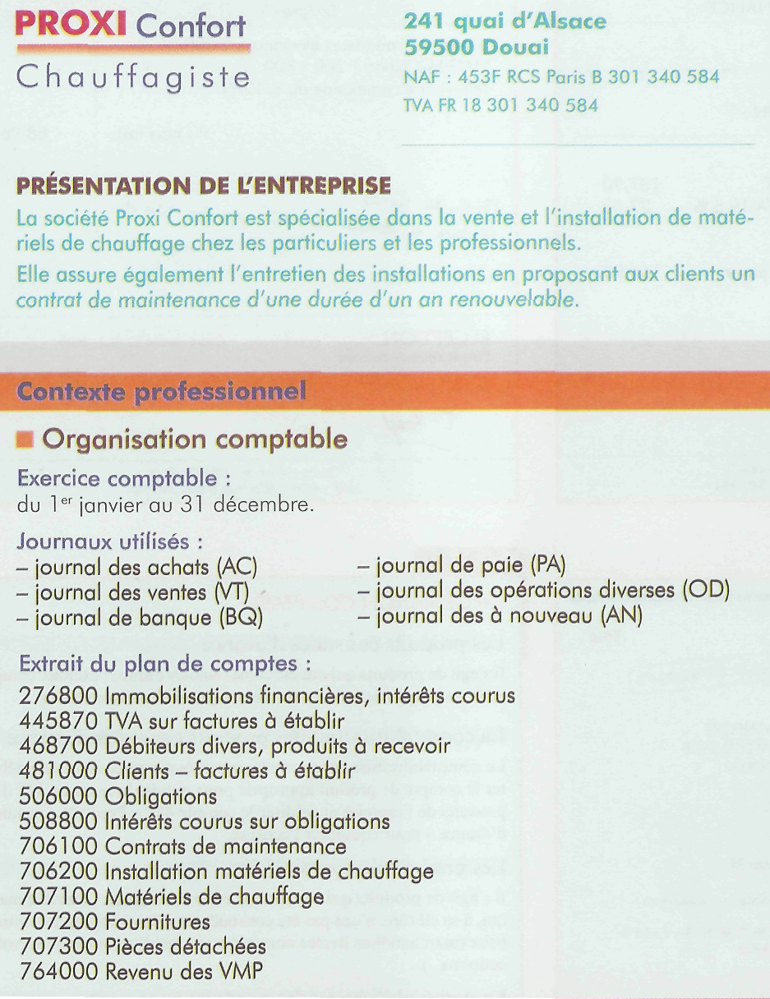 PROXI Confort
Chauffagiste
241 quai d'Alsace
59500 Douai
NAF : 453F RCS Paris B 301 340 584
TVA FR 18 301 340 584
PRÉSENTATION DE L'ENTREPRISE
La société Proxi Confort est spécialisée dans la vente et l'installation de maté-
riels de chauffage chez les particuliers et les professionnels.
Elle assure également l'entretien des installations en proposant aux clients un
contrat de maintenance d'une durée d'un an renouvelable.
Contexte professionnel
■ Organisation comptable
Exercice comptable :
du 1er janvier au 31 décembre.
Journaux utilisés :
– journal des achats (AC)
– journal des ventes (VT)
– journal de banque (BQ)
– journal de paie (PA)
– journal des opérations diverses (OD)
– journal des à nouveau (AN)
Extrait du plan de comptes :
276800 Immobilisations financières, intérêts courus
445870 TVA sur factures à établir
468700 Débiteurs divers, produits à recevoir
481000 Clients – factures à établir
506000 Obligations
508800 Intérêts courus sur obligations
706100 Contrats de maintenance
706200 Installation matériels de chauffage
707100 Matériels de chauffage
707200 Fournitures
707300 Pièces détachées
764000 Revenu des VMP